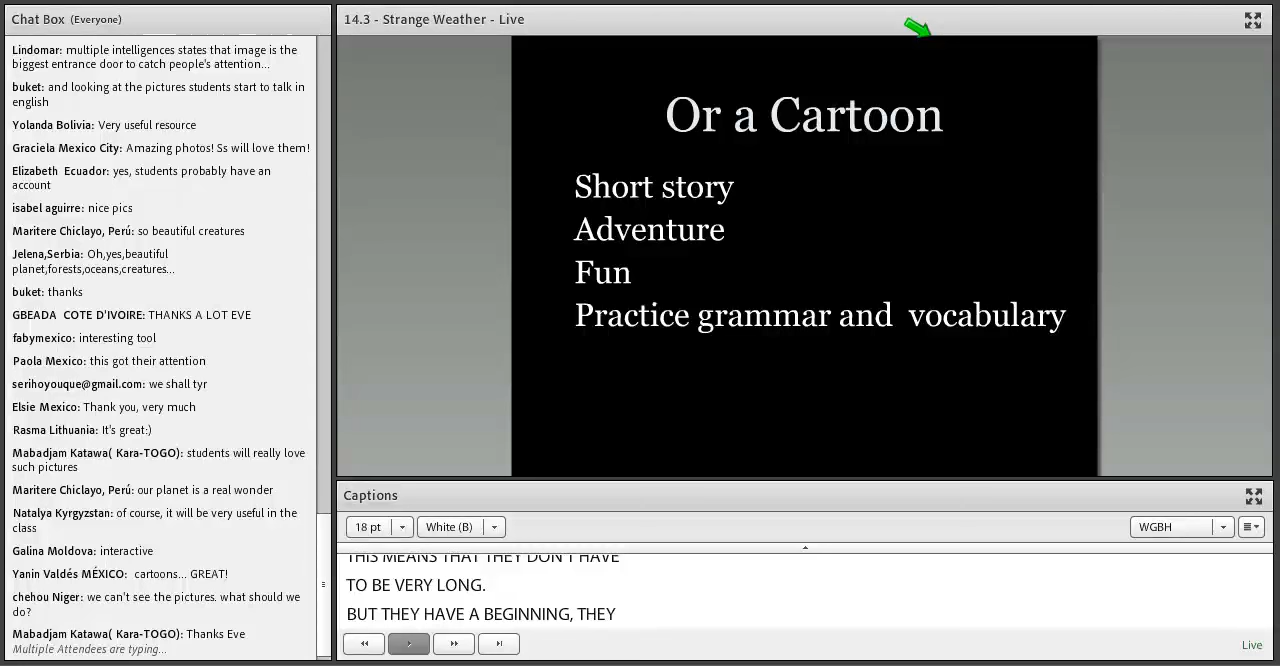 Chat Box (Everyone)
Lindomar: multiple intelligences states that image is the
biggest entrance door to catch people's attention...
buket: and looking at the pictures students start to talk in
english
Yolanda Bolivia: Very useful resource
Graciela Mexico City: Amazing photos! Ss will love them!
Elizabeth Ecuador: yes, students probably have an
account
isabel aguirre: nice pics
Maritere Chiclayo, Perú: so beautiful creatures
Jelena,Serbia: Oh,yes,beautiful
planet,forests,oceans,creatures...
buket: thanks
GBEADA COTE D'IVOIRE: THANKS A LOT EVE
fabymexico: interesting tool
Paola Mexico: this got their attention
serihoyouque@gmail.com: we shall tyr
Elsie Mexico: Thank you, very much
Rasma Lithuania: It's great:)
Mabadjam Katawa( Kara-TOGO): students will really love
such pictures
Maritere Chiclayo, Perú: our planet is a real wonder
Natalya Kyrgyzstan: of course, it will be very useful in the
class
Galina Moldova: interactive
Yanin Valdés MÉXICO: cartoons... GREAT!
chehou Niger: we can't see the pictures. what should we
do?
Mabadjam Katawa( Kara-TOGO): Thanks Eve
Multiple Attendees are typing...
14.3 - Strange Weather - Live
Or a Cartoon
Short story
Adventure
Fun
Practice grammar and vocabulary
Captions
18 pt
White (B)
WGBH
THIS MEANS THAT THEY DON'T HAVE
TO BE VERY LONG.
BUT THEY HAVE A BEGINNING, THEY
Live